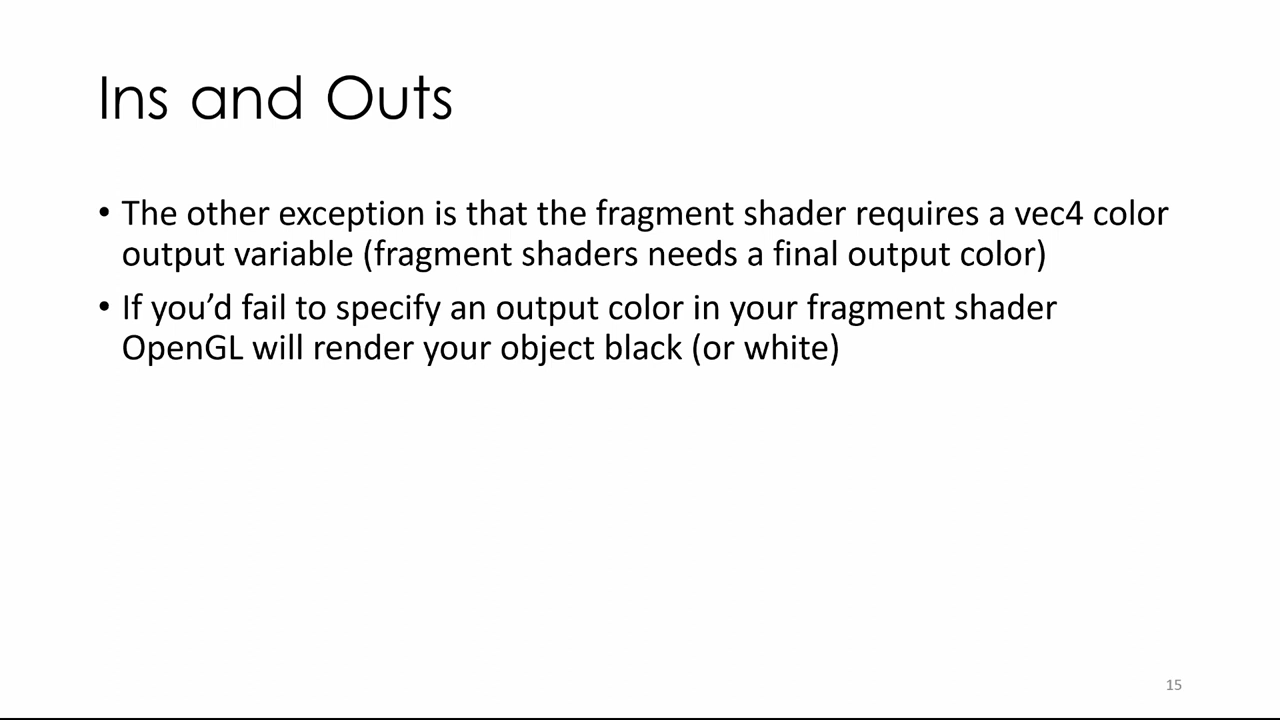 Ins and Outs
• The other exception is that the fragment shader requires a vec4 color
output variable (fragment shaders needs a final output color)
• If you’d fail to specify an output color in your fragment shader
OpenGL will render your object black (or white)
15